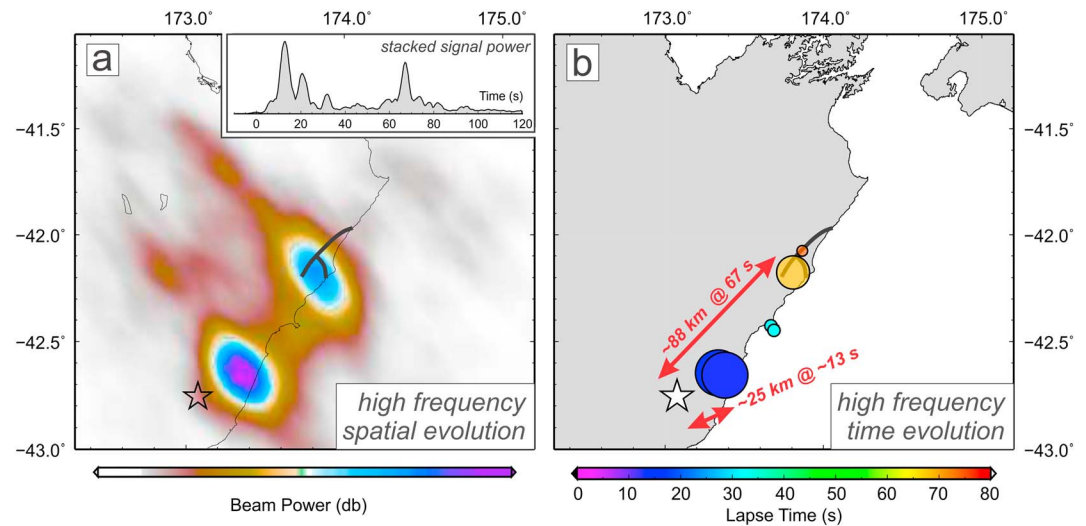 173.0° 174.0° 175.0° 173.0° 174.0° 175.0°
a
stacked signal power
Time (s)
0 20 40 60 80 100 120
−41.5°
−42.0°
−42.5°
−43.0°
high frequency
spatial evolution
Beam Power (db)
b
~88 km @ 67 s
~25 km @ ~13 s
−41.5°
−42.0°
−42.5°
−43.0°
high frequency
time evolution
0 10 20 30 40 50 60 70 80
Lapse Time (s)